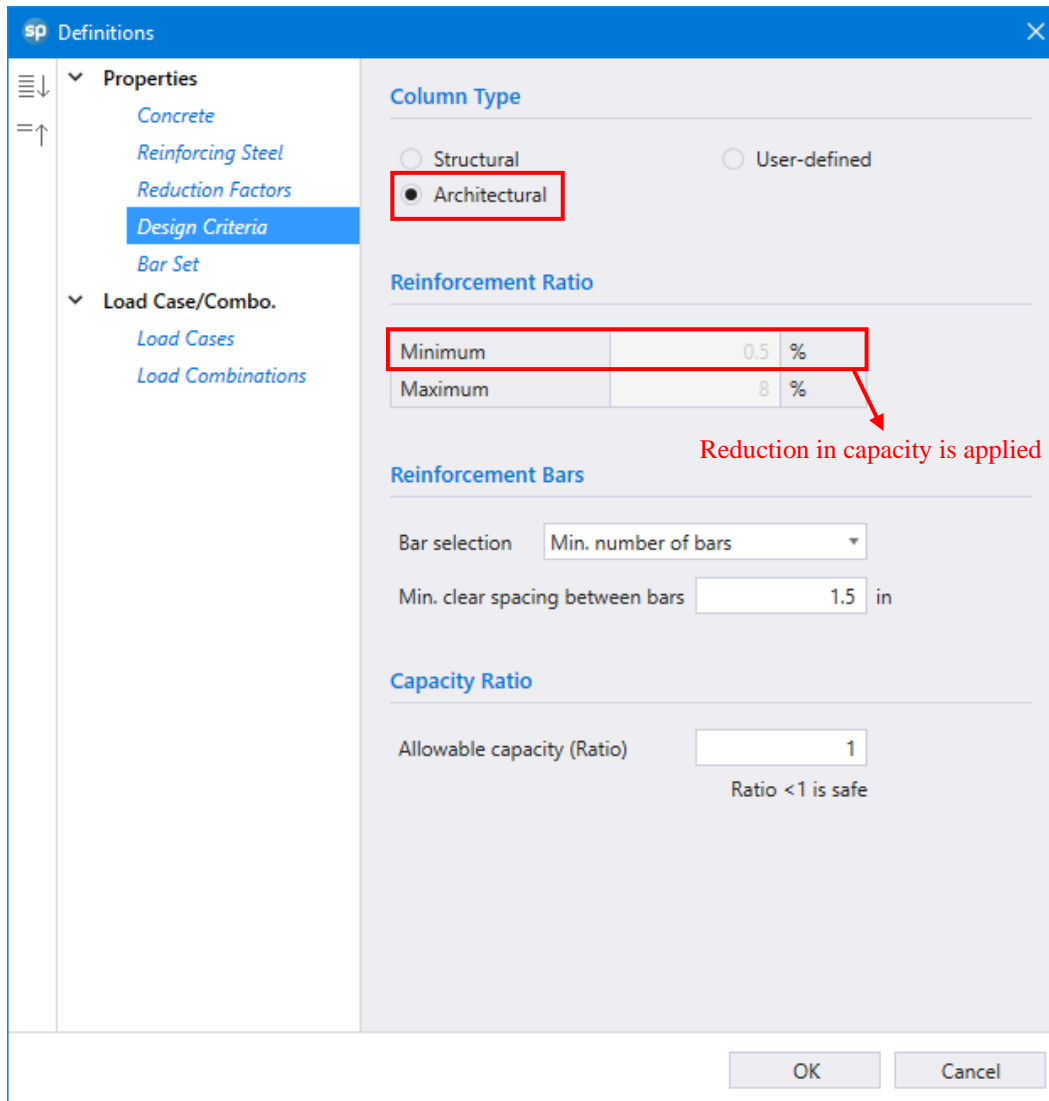 sp Definitions
Properties
Concrete
Reinforcing Steel
Reduction Factors
Design Criteria
Bar Set
Load Case/Combo.
Load Cases
Load Combinations
Column Type
Structural User-defined
Architectural
Reinforcement Ratio
Minimum 0.5 %
Maximum 8 %
Reduction in capacity is applied
Reinforcement Bars
Bar selection Min. number of bars
Min. clear spacing between bars 1.5 in
Capacity Ratio
Allowable capacity (Ratio) 1
Ratio <1 is safe
OK Cancel